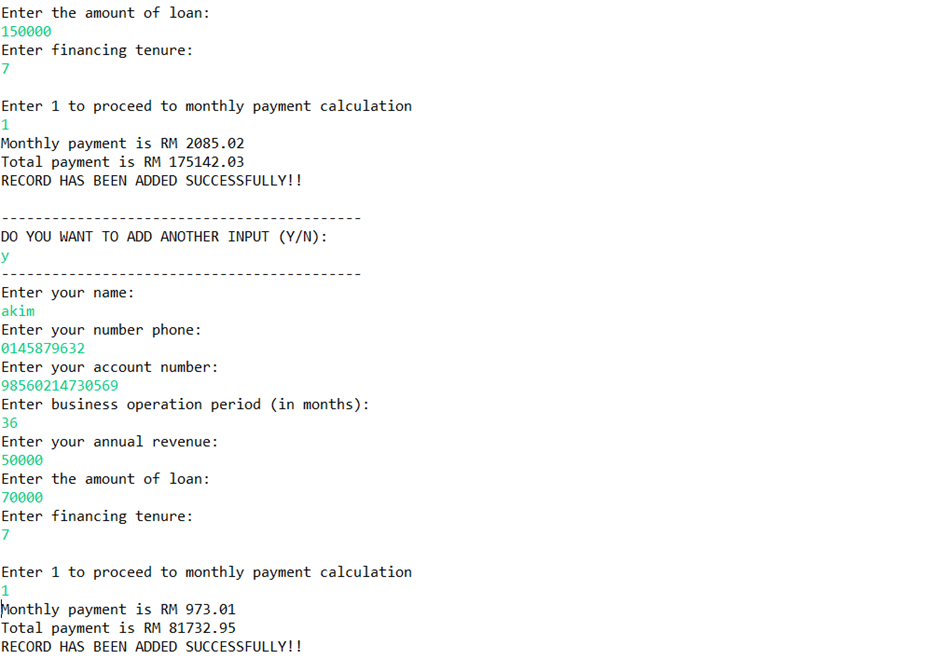 Enter the amount of loan:
150000
Enter financing tenure:
7
Enter 1 to proceed to monthly payment calculation
1
Monthly payment is RM 2085.02
Total payment is RM 175142.03
RECORD HAS BEEN ADDED SUCCESSFULLY!!
-------------------------------------------
DO YOU WANT TO ADD ANOTHER INPUT (Y/N):
y
-------------------------------------------
Enter your name:
akim
Enter your number phone:
0145879632
Enter your account number:
98560214730569
Enter business operation period (in months):
36
Enter your annual revenue:
50000
Enter the amount of loan:
70000
Enter financing tenure:
7
Enter 1 to proceed to monthly payment calculation
1
Monthly payment is RM 973.01
Total payment is RM 81732.95
RECORD HAS BEEN ADDED SUCCESSFULLY!!